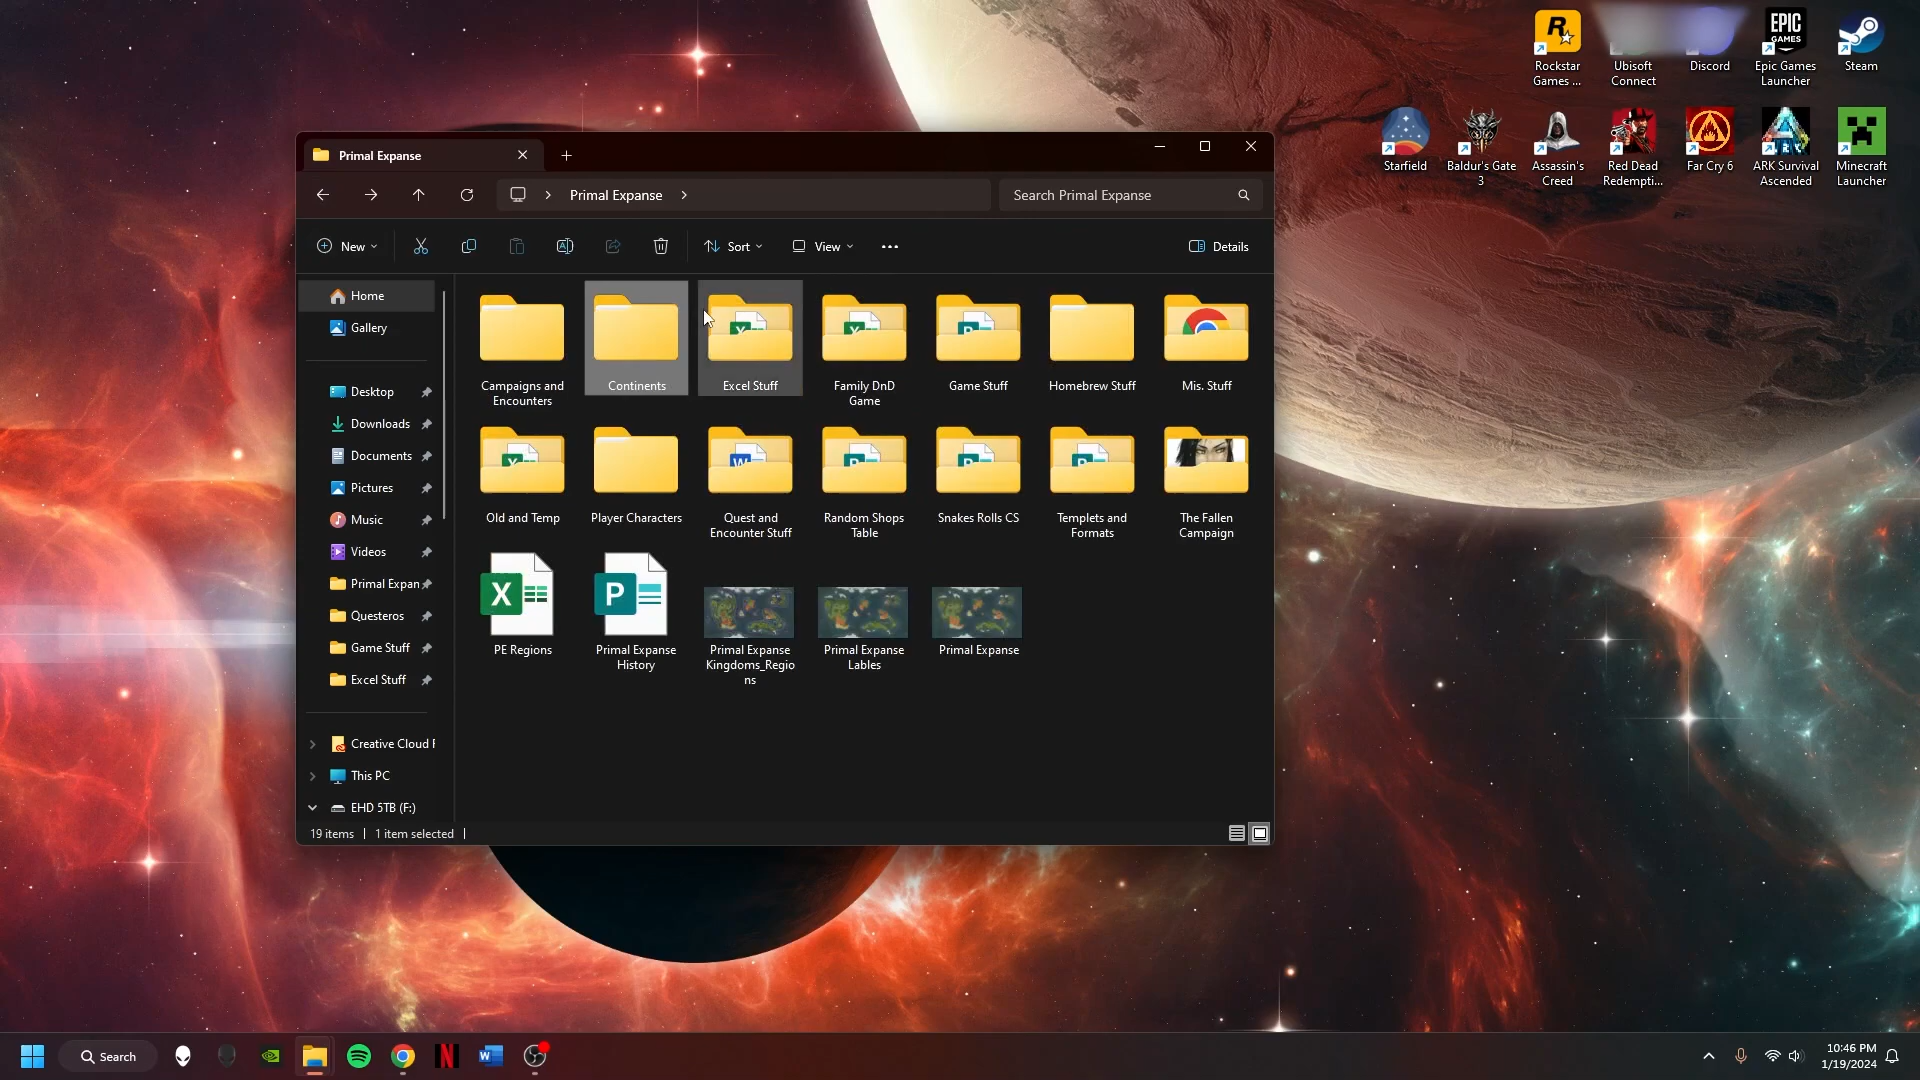 Rockstar
Games ...
Ubisoft
Connect
Discord
EPIC
GAMES
Epic Games
Launcher
Steam
Starfield
Baldur's Gate
3
Assassin's
Creed
Red Dead
Redempti...
Far Cry 6
ARK Survival
Ascended
Minecraft
Launcher
Primal Expanse
Primal Expanse
Search Primal Expanse
New
Sort
View
Details
Home
Gallery
Desktop
Downloads
Documents
Pictures
Music
Videos
Primal Expan
Questeros
Game Stuff
Excel Stuff
Creative Cloud F
This PC
EHD 5TB (F:)
Campaigns and
Encounters
Continents
Excel Stuff
Family DnD
Game
Game Stuff
Homebrew Stuff
Mis. Stuff
Old and Temp
Player Characters
Quest and
Encounter Stuff
Random Shops
Table
Snakes Rolls CS
Templets and
Formats
The Fallen
Campaign
PE Regions
Primal Expanse
History
Primal Expanse
Kingdoms_Regio
ns
Primal Expanse
Lables
Primal Expanse
19 items
1 item selected
Search
10:46 PM
1/19/2024